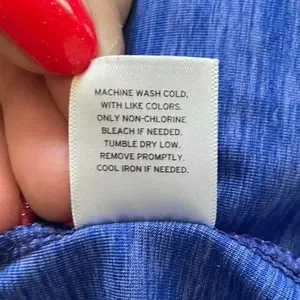 MACHINE WASH COLD,
WITH LIKE COLORS.
ONLY NON-CHLORINE
BLEACH IF NEEDED.
TUMBLE DRY LOW.
REMOVE PROMPTLY.
COOL IRON IF NEEDED.